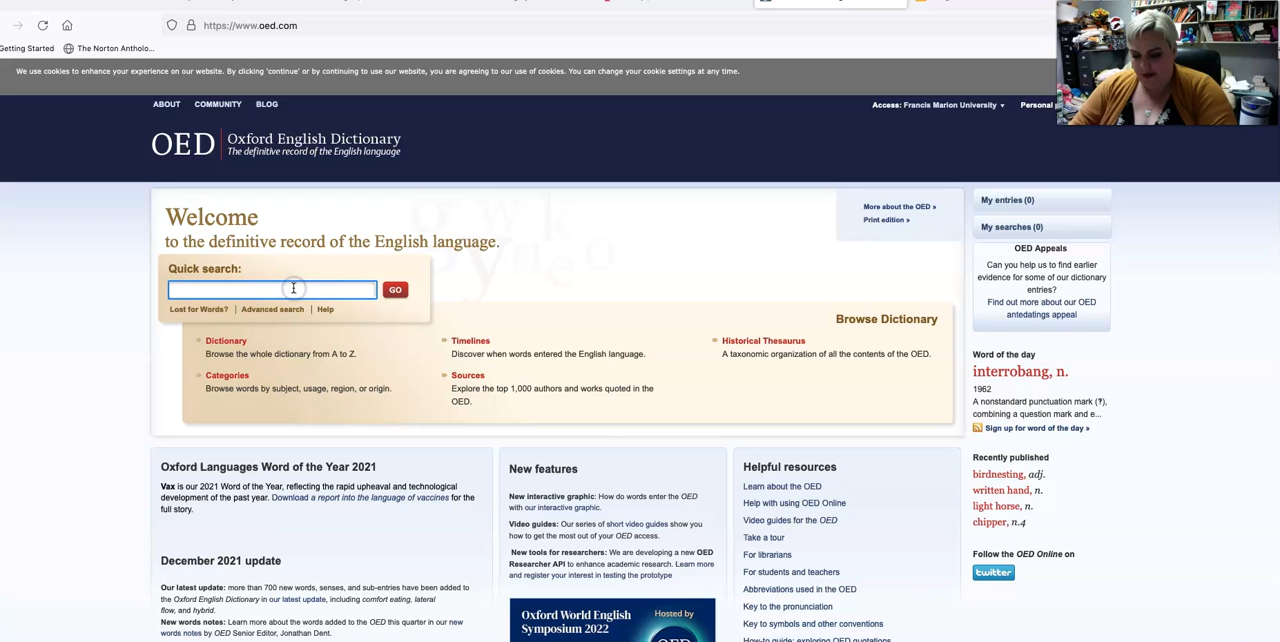 https://www.oed.com
Getting Started
The Norton Antholo...
We use cookies to enhance your experience on our website. By clicking 'continue' or by continuing to use our website, you are agreeing to our use of cookies. You can change your cookie settings at any time.
ABOUT COMMUNITY BLOG
Access: Francis Marion University
Personal
OED Oxford English Dictionary
The definitive record of the English language
Welcome
to the definitive record of the English language.
More about the OED »
Print edition »
Quick search:
GO
Lost for Words? | Advanced search | Help
Browse Dictionary
Dictionary
Browse the whole dictionary from A to Z.
Timelines
Discover when words entered the English language.
Historical Thesaurus
A taxonomic organization of all the contents of the OED.
Categories
Browse words by subject, usage, region, or origin.
Sources
Explore the top 1,000 authors and works quoted in the
OED.
My entries (0)
My searches (0)
OED Appeals
Can you help us to find earlier
evidence for some of our dictionary
entries?
Find out more about our OED
antedatings appeal
Word of the day
interrobang, n.
1962
A nonstandard punctuation mark (‽),
combining a question mark and e...
Sign up for word of the day »
Recently published
birdnesting, adj.
written hand, n.
light horse, n.
chipper, n.4
Follow the OED Online on
twitter
Oxford Languages Word of the Year 2021
Vax is our 2021 Word of the Year, reflecting the rapid upheaval and technological
development of the past year. Download a report into the language of vaccines for the
full story.
December 2021 update
Our latest update: more than 700 new words, senses, and sub-entries have been added to
the Oxford English Dictionary in our latest update, including comfort eating, lateral
flow, and hybrid.
New words notes: Learn more about the words added to the OED this quarter in our new
words notes by OED Senior Editor, Jonathan Dent.
New features
New interactive graphic: How do words enter the OED
with our interactive graphic.
Video guides: Our series of short video guides show you
how to get the most out of your OED access.
New tools for researchers: We are developing a new OED
Researcher API to enhance academic research. Learn more
and register your interest in testing the prototype
Oxford World English
Symposium 2022
Hosted by
OED
Helpful resources
Learn about the OED
Help with using OED Online
Video guides for the OED
Take a tour
For librarians
For students and teachers
Abbreviations used in the OED
Key to the pronunciation
Key to symbols and other conventions
How-to guide: exploring OED quotations